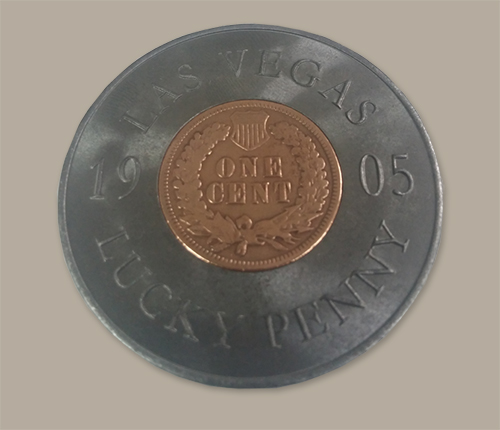 LAS VEGAS
19 05
ONE
CENT
LUCKY PENNY